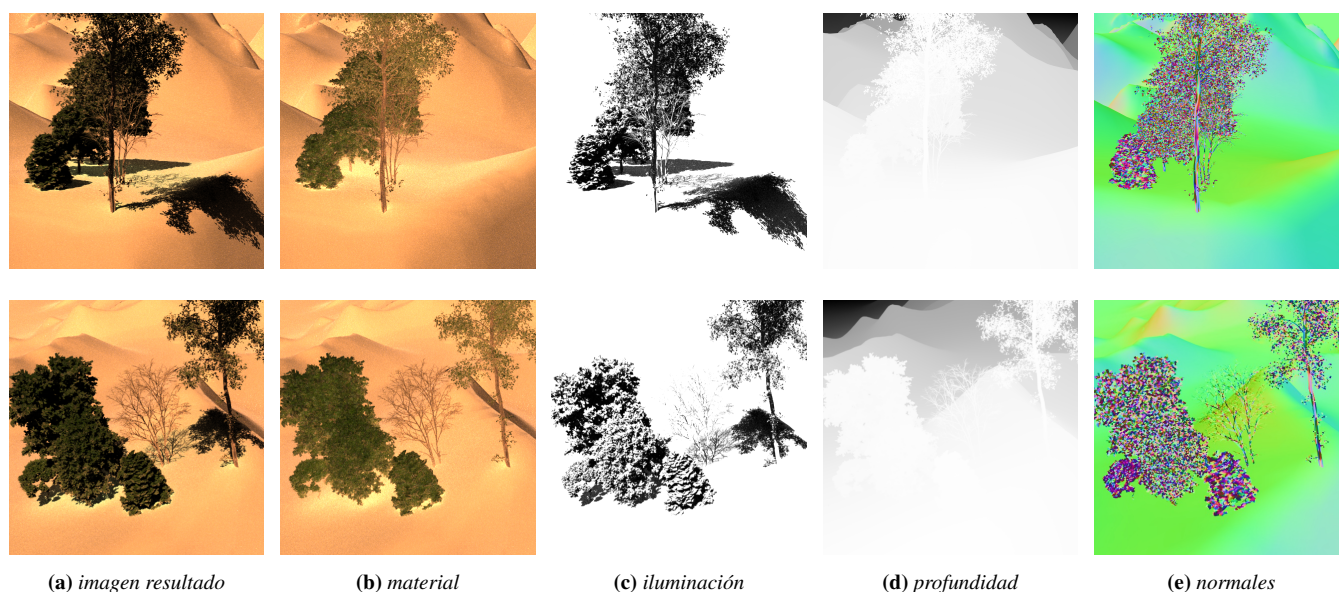 (a) imagen resultado
(b) material
(c) iluminación
(d) profundidad
(e) normales